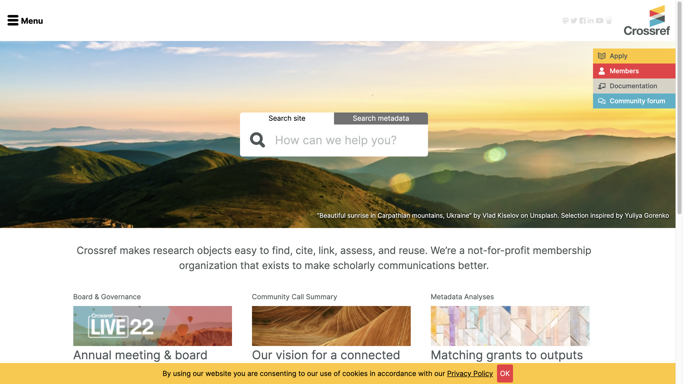 Menu
Crossref
Apply
Members
Documentation
Community forum
Search site
Search metadata
How can we help you?
"Beautiful sunrise in Carpathian mountains, Ukraine" by Vlad Kiselov on Unsplash. Selection inspired by Yuliya Gorenko
Crossref makes research objects easy to find, cite, link, assess, and reuse. We're a not-for-profit membership
organization that exists to make scholarly communications better.
Board & Governance
Crossref
LIVE22
Annual meeting & board
Community Call Summary
Our vision for a connected
Metadata Analyses
Matching grants to outputs
By using our website you are consenting to our use of cookies in accordance with our Privacy Policy
OK